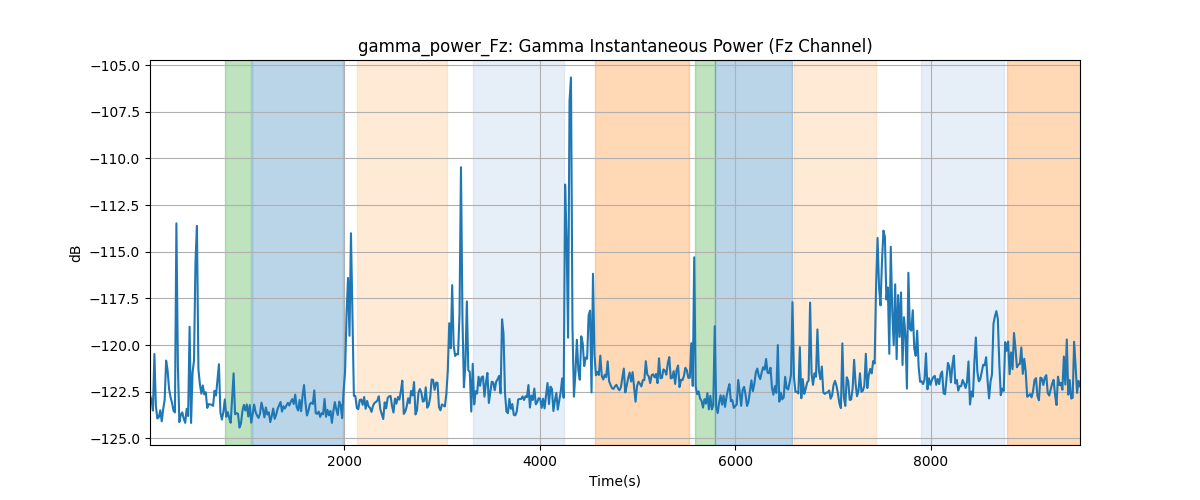 gamma_power_Fz: Gamma Instantaneous Power (Fz Channel)
−105.0
−107.5
−110.0
−112.5
−115.0
−117.5
−120.0
−122.5
−125.0
dB
2000 4000 6000 8000
Time(s)